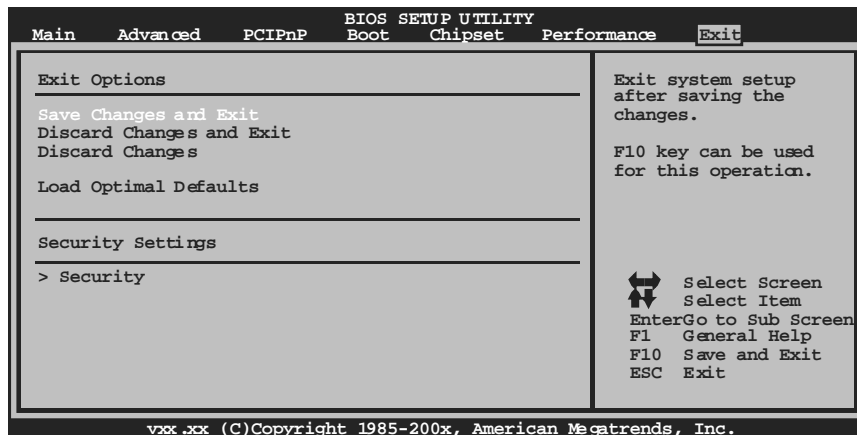 BIOS SETUP UTILITY
Main Advanced PCIPnP Boot Chipset Performance Exit
Exit Options
Save Changes and Exit
Discard Changes and Exit
Discard Changes
Load Optimal Defaults
Security Settings
> Security
Exit system setup
after saving the
changes.
F10 key can be used
for this operation.
Select Screen
Select Item
EnterGo to Sub Screen
F1 General Help
F10 Save and Exit
ESC Exit
vxx.xx (C)Copyright 1985-200x, American Megatrends, Inc.